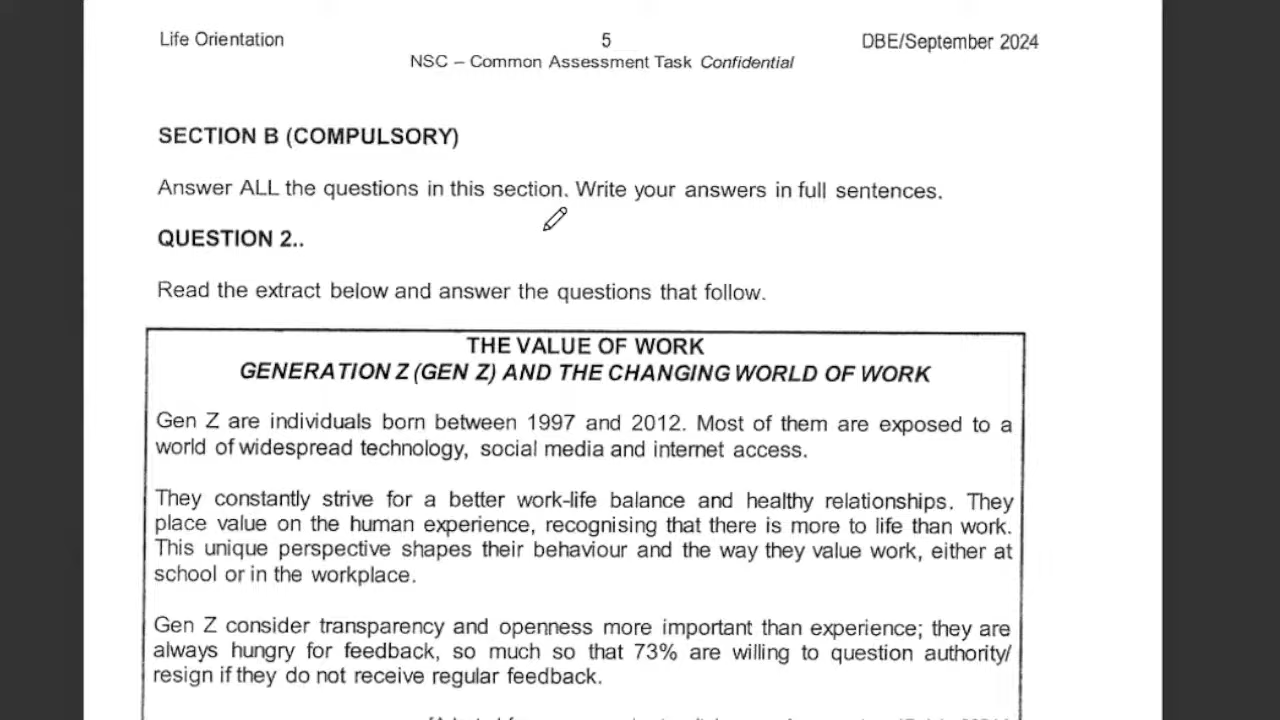 Life Orientation 5 DBE/September 2024
NSC – Common Assessment Task Confidential
SECTION B (COMPULSORY)
Answer ALL the questions in this section. Write your answers in full sentences.
QUESTION 2..
Read the extract below and answer the questions that follow.
THE VALUE OF WORK
GENERATION Z (GEN Z) AND THE CHANGING WORLD OF WORK
Gen Z are individuals born between 1997 and 2012. Most of them are exposed to a
world of widespread technology, social media and internet access.
They constantly strive for a better work-life balance and healthy relationships. They
place value on the human experience, recognising that there is more to life than work.
This unique perspective shapes their behaviour and the way they value work, either at
school or in the workplace.
Gen Z consider transparency and openness more important than experience; they are
always hungry for feedback, so much so that 73% are willing to question authority/
resign if they do not receive regular feedback.